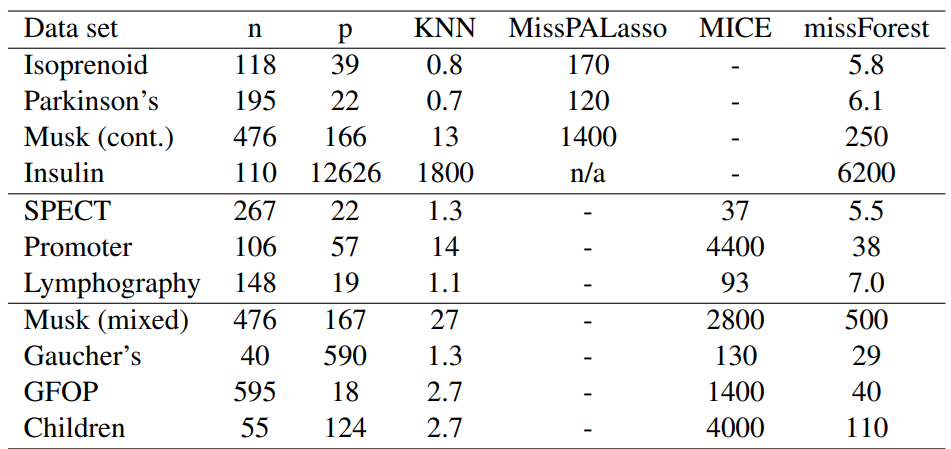 Data set n p KNN MissPALasso MICE missForest
Isoprenoid 118 39 0.8 170 - 5.8
Parkinson's 195 22 0.7 120 - 6.1
Musk (cont.) 476 166 13 1400 - 250
Insulin 110 12626 1800 n/a - 6200
SPECT 267 22 1.3 - 37 5.5
Promoter 106 57 14 - 4400 38
Lymphography 148 19 1.1 - 93 7.0
Musk (mixed) 476 167 27 - 2800 500
Gaucher's 40 590 1.3 - 130 29
GFOP 595 18 2.7 - 1400 40
Children 55 124 2.7 - 4000 110